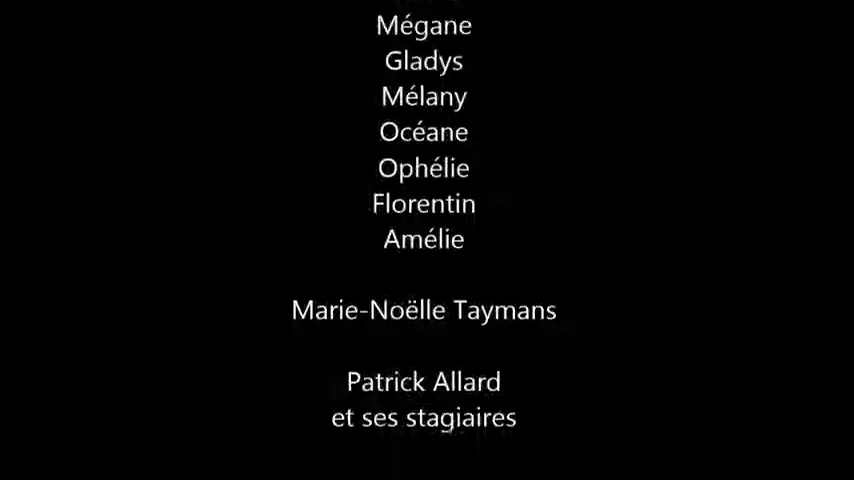 Mégane
Gladys
Mélany
Océane
Ophélie
Florentin
Amélie
Marie-Noëlle Taymans
Patrick Allard
et ses stagiaires